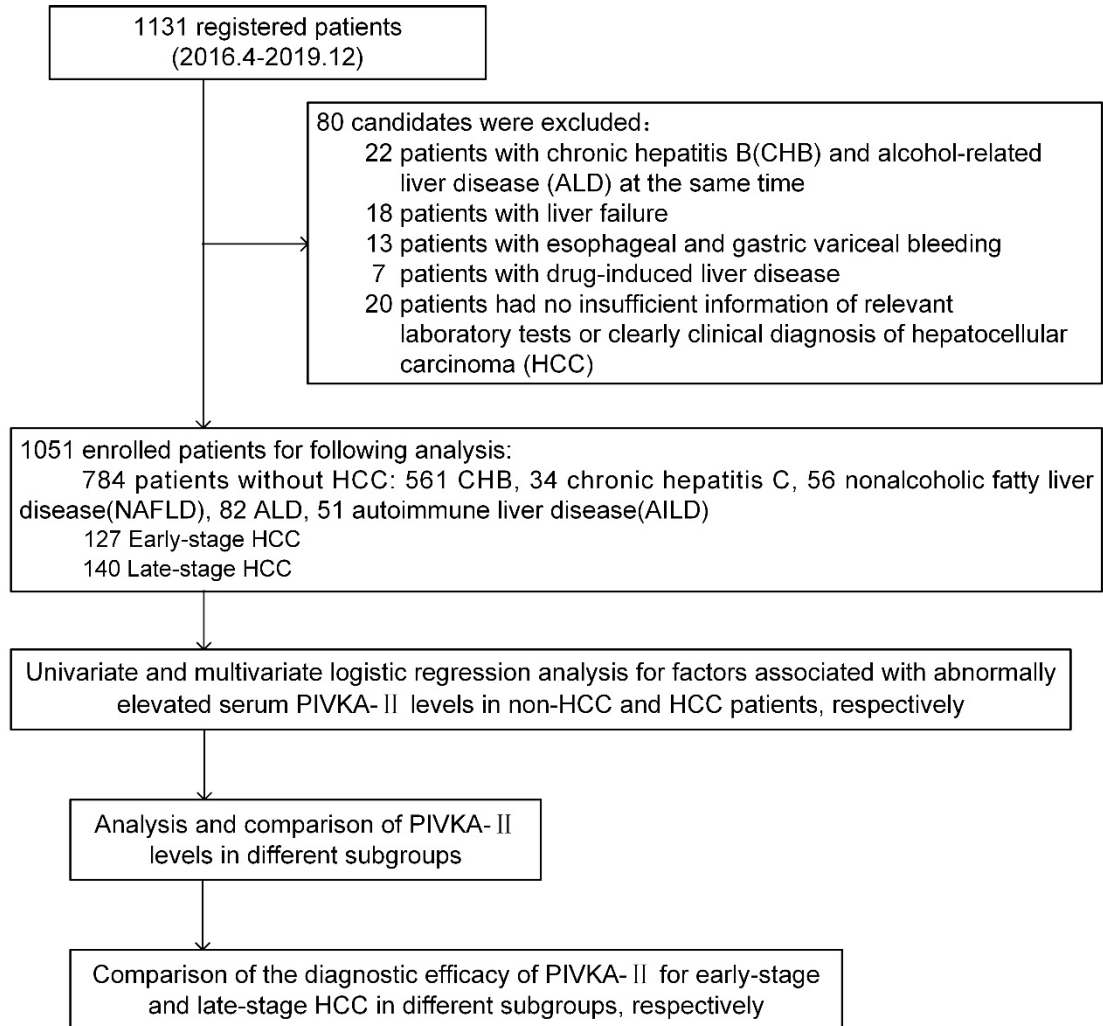 1131 registered patients
(2016.4-2019.12)
80 candidates were excluded：
22 patients with chronic hepatitis B(CHB) and alcohol-related
liver disease (ALD) at the same time
18 patients with liver failure
13 patients with esophageal and gastric variceal bleeding
7 patients with drug-induced liver disease
20 patients had no insufficient information of relevant
laboratory tests or clearly clinical diagnosis of hepatocellular
carcinoma (HCC)
1051 enrolled patients for following analysis:
784 patients without HCC: 561 CHB, 34 chronic hepatitis C, 56 nonalcoholic fatty liver
disease(NAFLD), 82 ALD, 51 autoimmune liver disease(AILD)
127 Early-stage HCC
140 Late-stage HCC
Univariate and multivariate logistic regression analysis for factors associated with abnormally
elevated serum PIVKA-Ⅱ levels in non-HCC and HCC patients, respectively
Analysis and comparison of PIVKA-Ⅱ
levels in different subgroups
Comparison of the diagnostic efficacy of PIVKA-Ⅱ for early-stage
and late-stage HCC in different subgroups, respectively